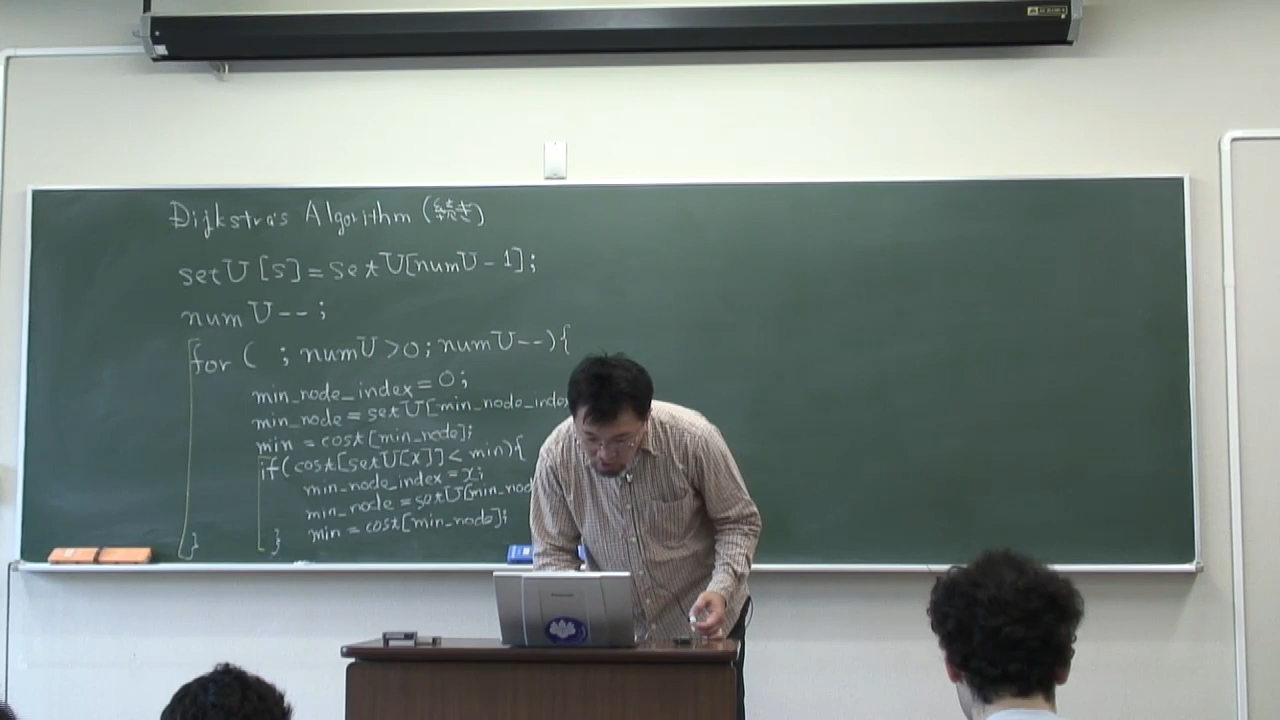 Dijkstra's Algorithm (続き)
setU[s]=setU[numU-1];
numU--;
for( ;numU>0;numU--){
min_node_index=0;
min_node=setU[min_node_index
min=cost[min_node];
if(cost[setU[x]]<min){
min_node_index=x;
min_node=setU[min_nod
min=cost[min_node];
} }